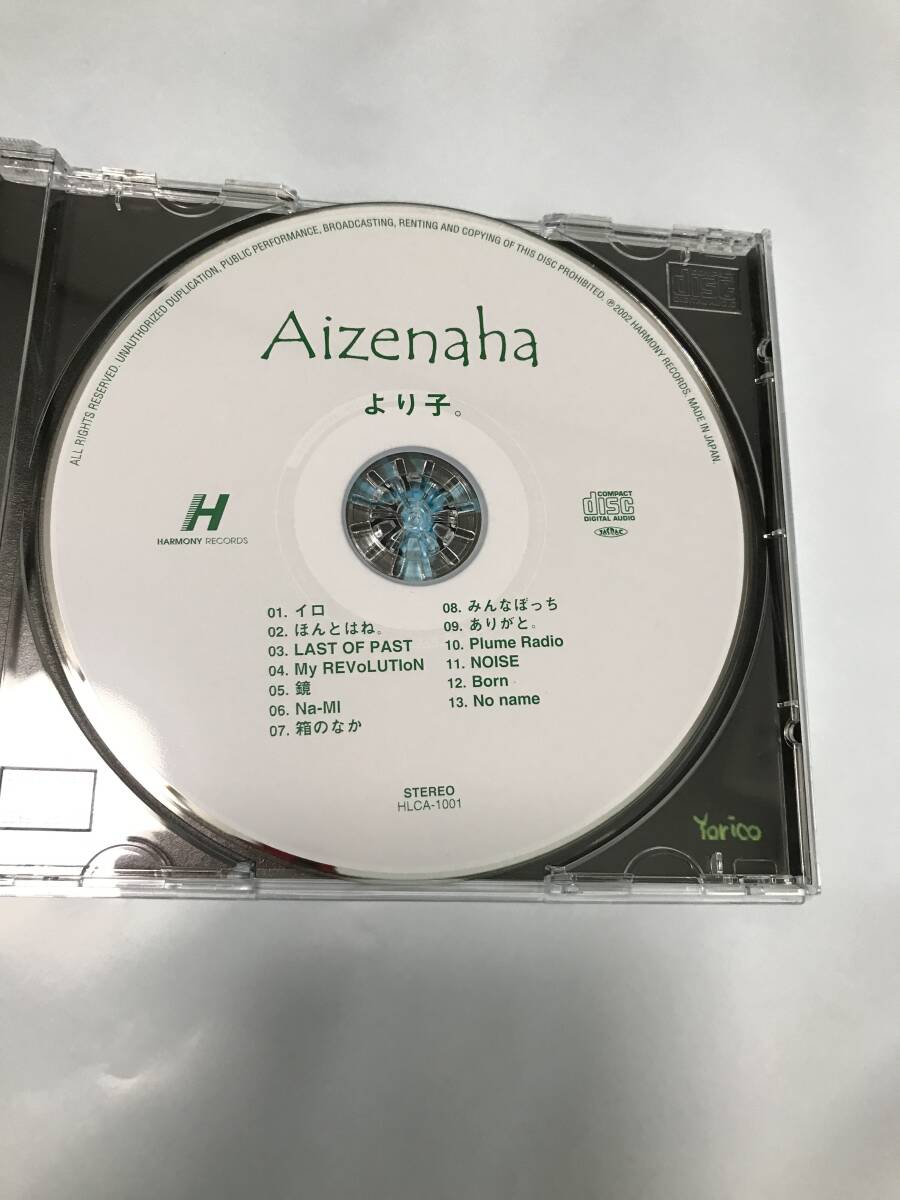 ALL RIGHTS RESERVED. UNAUTHORIZED DUPLICATION, PUBLIC PERFORMANCE, BROADCASTING, RENTING AND COPYING OF THIS DISC PROHIBITED. ℗2002 HARMONY RECORDS. MADE IN JAPAN.
Aizenaha
より子。
H
HARMONY RECORDS
COMPACT
disc
DIGITAL AUDIO
JASRAC
01. イロ
02. ほんとはね。
03. LAST OF PAST
04. My REVoLUTIoN
05. 鏡
06. Na-MI
07. 箱のなか
08. みんなぼっち
09. ありがと。
10. Plume Radio
11. NOISE
12. Born
13. No name
STEREO
HLCA-1001
Yorico
COMPACT
disc